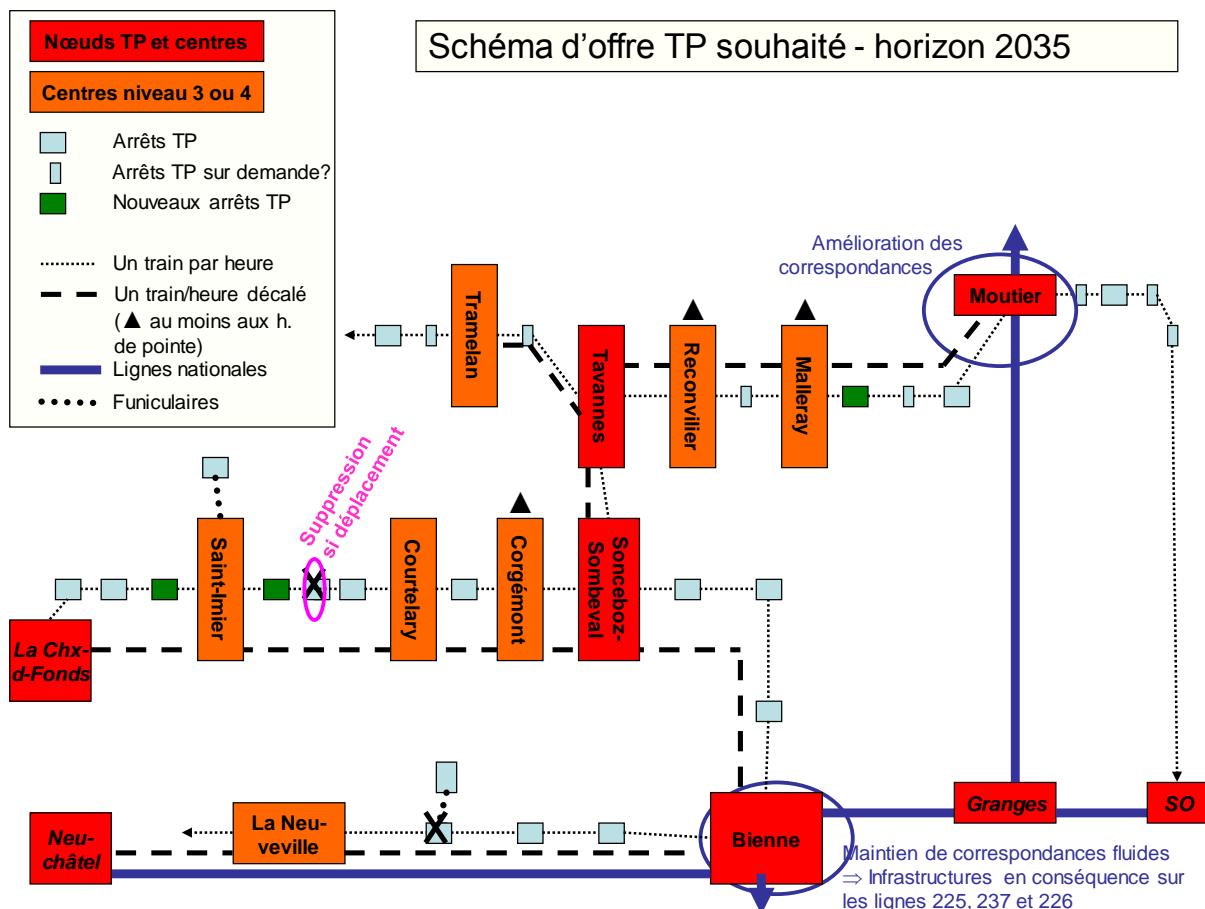 Nœuds TP et centres
Centres niveau 3 ou 4
Arrêts TP
Arrêts TP sur demande?
Nouveaux arrêts TP
Un train par heure
Un train/heure décalé
(▲ au moins aux h.
de pointe)
Lignes nationales
Funiculaires
Schéma d'offre TP souhaité - horizon 2035
Amélioration des
correspondances
Moutier
Tramelan
Tavannes
Reconvilier
Malleray
Suppression
si déplacement
Saint-Imier
Courtelary
Corgémont
Sonceboz-
Sombeval
La Chx-
d-Fonds
Neu-
châtel
La Neu-
veville
Bienne
Granges
SO
Maintien de correspondances fluides
⇒ Infrastructures en conséquence sur
les lignes 225, 237 et 226